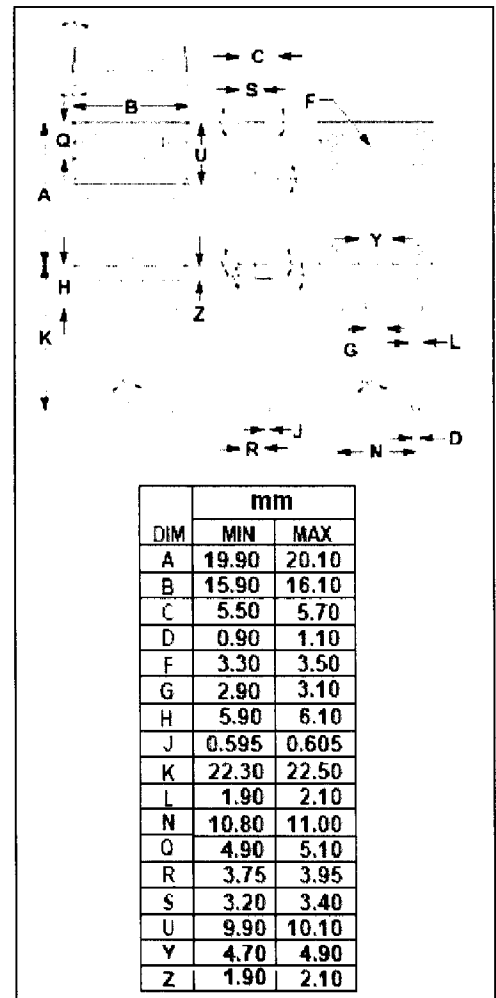 C
S
B
F
Q
U
A
Y
H
Z
K
G
L
J
R
N
D
mm
DIM MIN MAX
A 19.90 20.10
B 15.90 16.10
C 5.50 5.70
D 0.90 1.10
F 3.30 3.50
G 2.90 3.10
H 5.90 6.10
J 0.595 0.605
K 22.30 22.50
L 1.90 2.10
N 10.80 11.00
Q 4.90 5.10
R 3.75 3.95
S 3.20 3.40
U 9.90 10.10
Y 4.70 4.90
Z 1.90 2.10